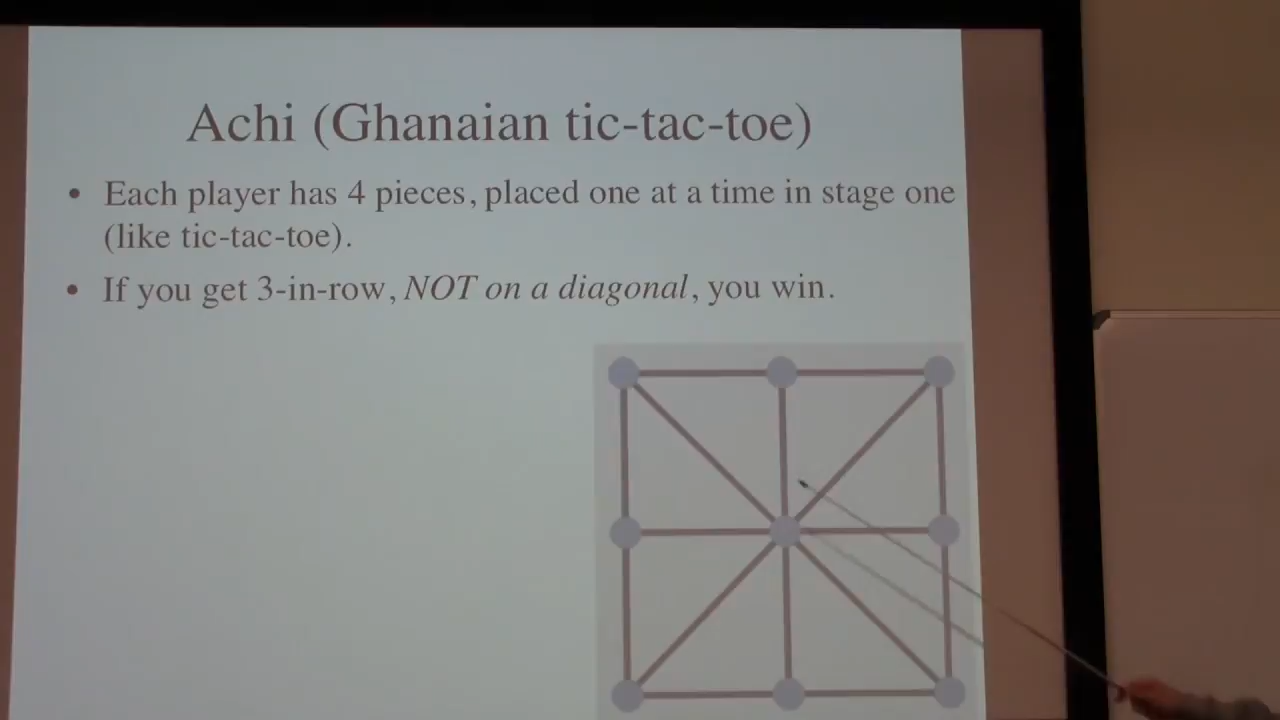 Achi (Ghanaian tic-tac-toe)
• Each player has 4 pieces, placed one at a time in stage one
(like tic-tac-toe).
• If you get 3-in-row, NOT on a diagonal, you win.